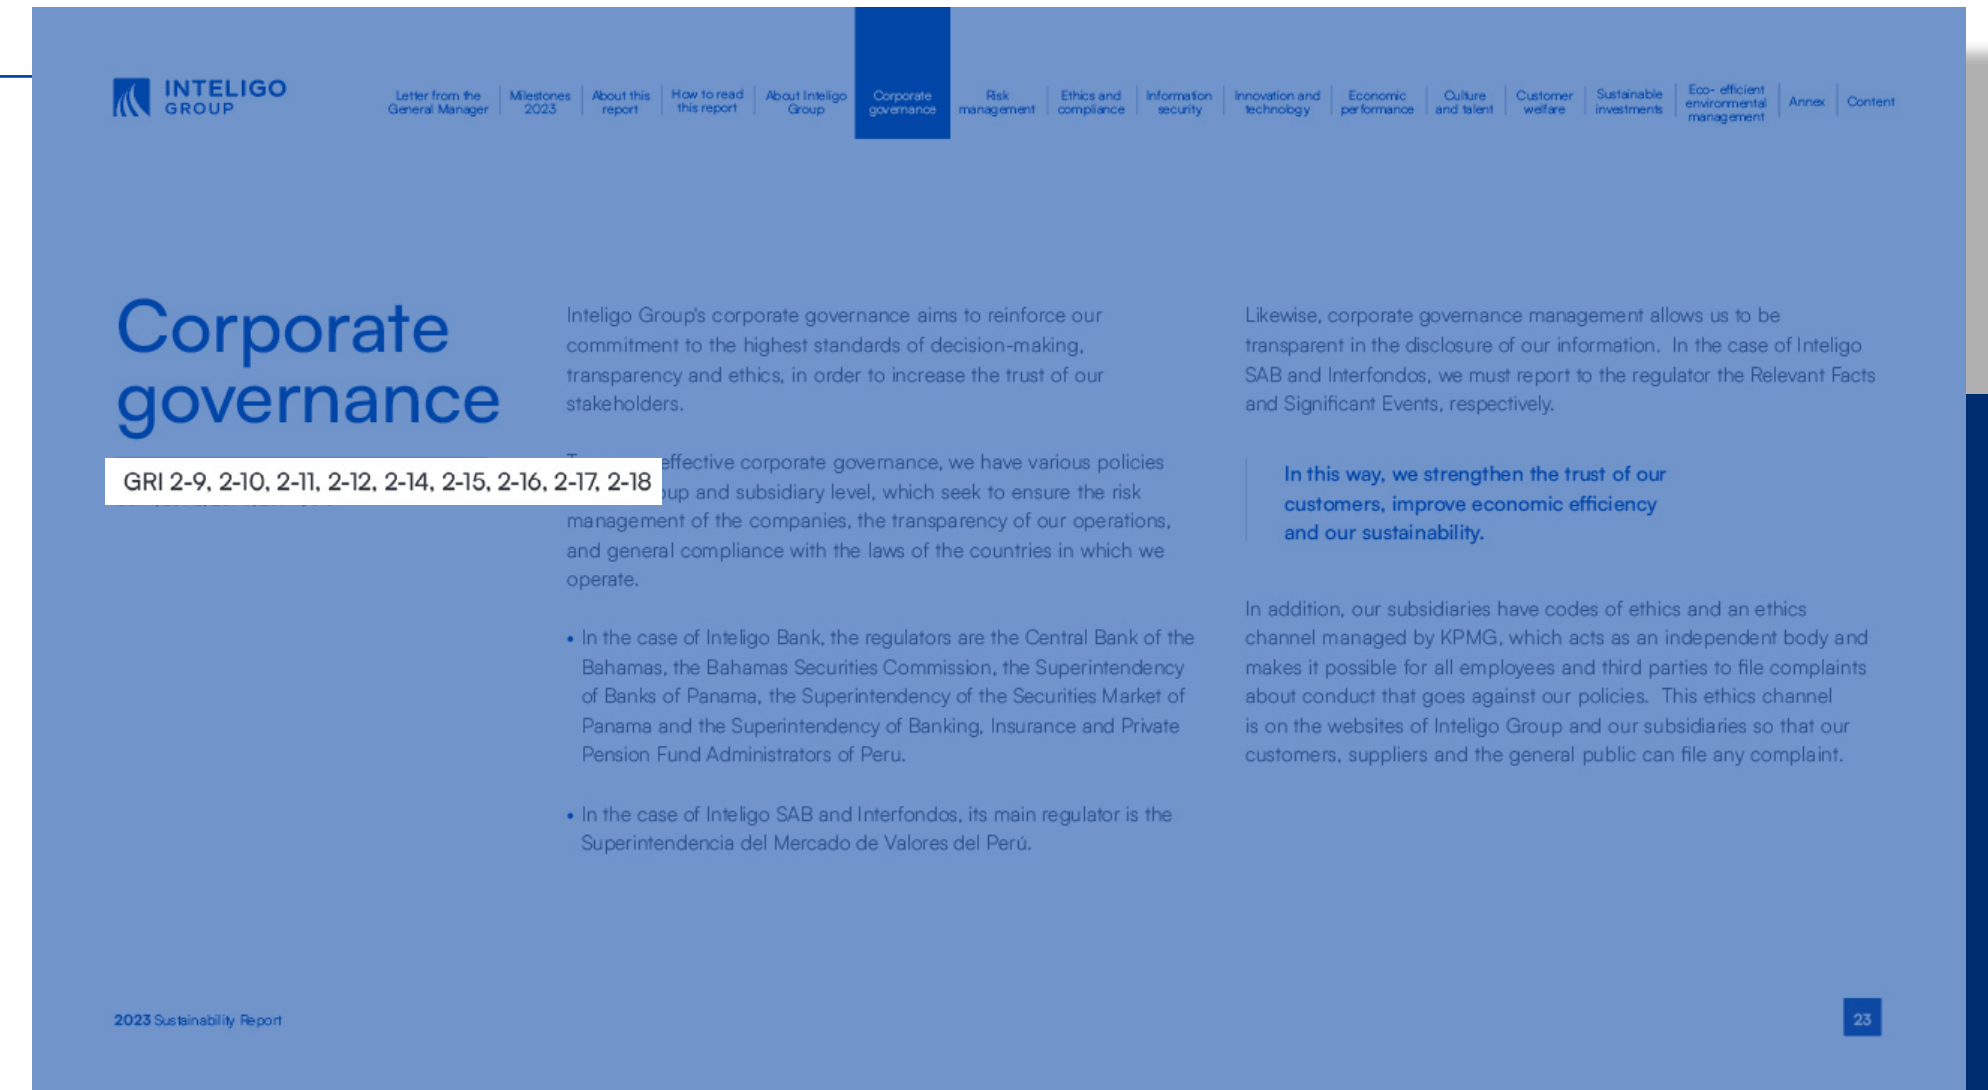 INTELIGO
GROUP
Letter from the
General Manager
Milestones
2023
About this
report
How to read
this report
About Inteligo
Group
Corporate
governance
Risk
management
Ethics and
compliance
Information
security
Innovation and
technology
Economic
performance
Culture
and talent
Customer
welfare
Sustainable
investments
Eco- efficient
environmental
management
Annex
Content
Corporate
governance
GRI 2-9, 2-10, 2-11, 2-12, 2-14, 2-15, 2-16, 2-17, 2-18
Inteligo Group's corporate governance aims to reinforce our
commitment to the highest standards of decision-making,
transparency and ethics, in order to increase the trust of our
stakeholders.
effective corporate governance, we have various policies
and subsidiary level, which seek to ensure the risk
management of the companies, the transparency of our operations,
and general compliance with the laws of the countries in which we
operate.
• In the case of Inteligo Bank, the regulators are the Central Bank of the
Bahamas, the Bahamas Securities Commission, the Superintendency
of Banks of Panama, the Superintendency of the Securities Market of
Panama and the Superintendency of Banking, Insurance and Private
Pension Fund Administrators of Peru.
• In the case of Inteligo SAB and Interfondos, its main regulator is the
Superintendencia del Mercado de Valores del Perú.
Likewise, corporate governance management allows us to be
transparent in the disclosure of our information. In the case of Inteligo
SAB and Interfondos, we must report to the regulator the Relevant Facts
and Significant Events, respectively.
In this way, we strengthen the trust of our
customers, improve economic efficiency
and our sustainability.
In addition, our subsidiaries have codes of ethics and an ethics
channel managed by KPMG, which acts as an independent body and
makes it possible for all employees and third parties to file complaints
about conduct that goes against our policies. This ethics channel
is on the websites of Inteligo Group and our subsidiaries so that our
customers, suppliers and the general public can file any complaint.
2023 Sustainability Report
23